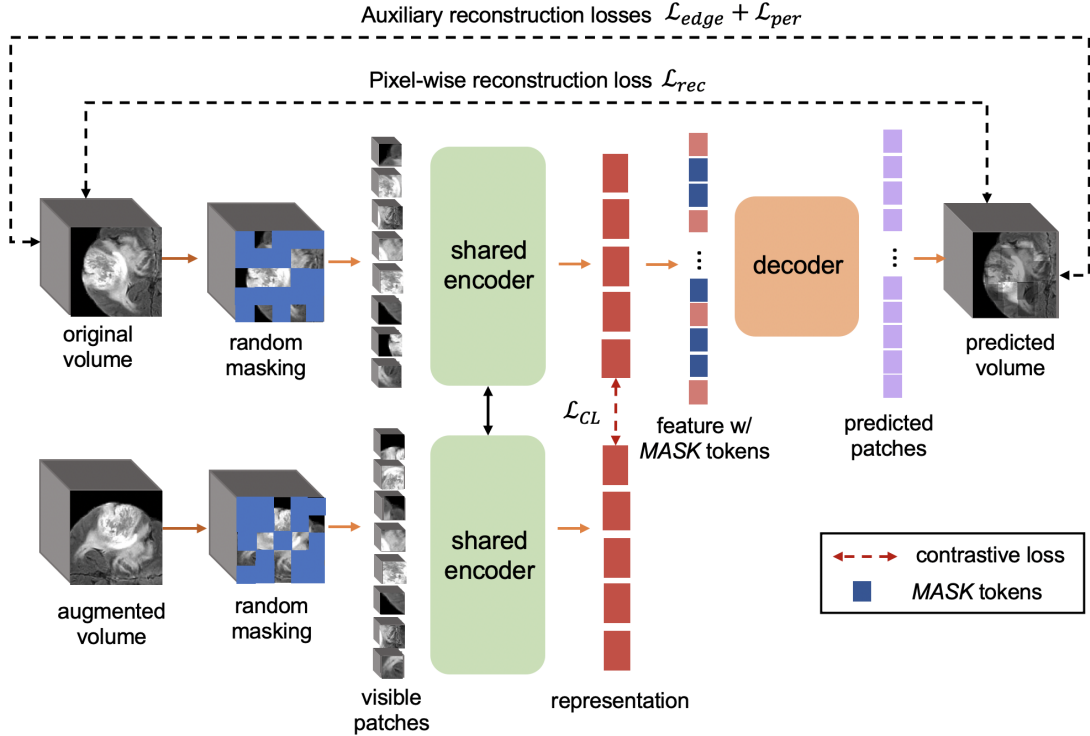 Auxiliary reconstruction losses ℒ_edge + ℒ_per
Pixel-wise reconstruction loss ℒ_rec
original
volume
random
masking
shared
encoder
...
decoder
...
predicted
volume
ℒ_CL
feature w/
MASK tokens
predicted
patches
augmented
volume
random
masking
shared
encoder
visible
patches
representation
contrastive loss
MASK tokens